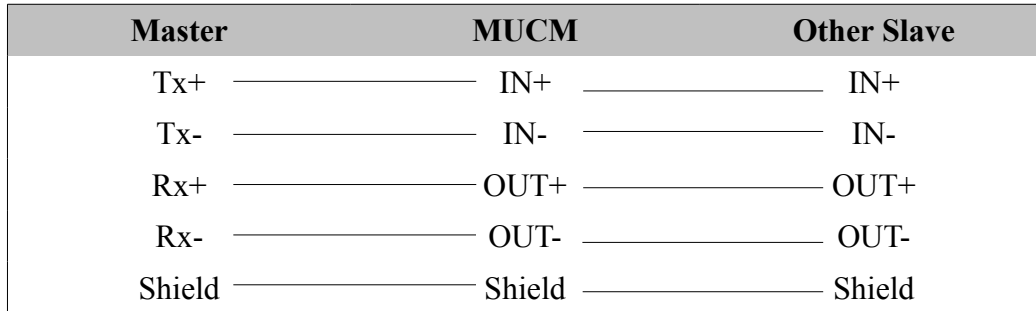 Master MUCM Other Slave
Tx+ IN+ IN+
Tx- IN- IN-
Rx+ OUT+ OUT+
Rx- OUT- OUT-
Shield Shield Shield